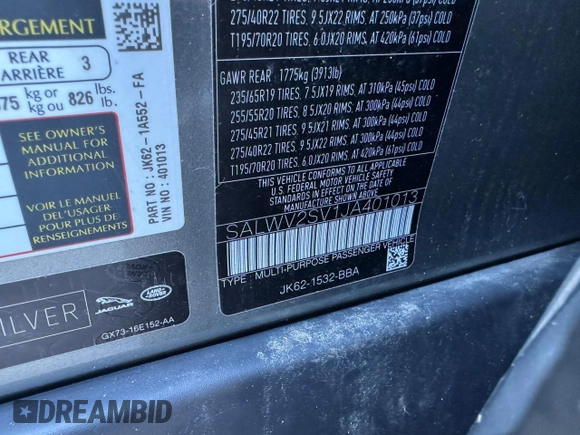 ARGEMENT
REAR
ARRIÈRE 3
375 kg or
kg ou 826 lbs.
lb.
SEE OWNER'S
MANUAL FOR
ADDITIONAL
INFORMATION
VOIR LE MANUEL
DE L'USAGER
POUR PLUS DE
RENSEIGNEMENTS
PART NO : JK62-1A552-FA
VIN : 401013
275/40R22 TIRES, 9.5JX22 RIMS, AT 250kPa (37psi) COLD
T195/70R20 TIRES, 6.0JX20 RIMS, AT 420kPa (61psi) COLD
GAWR REAR 1775kg (3913lb)
235/65R19 TIRES, 7.5JX19 RIMS, AT 310kPa (45psi) COLD
255/55R20 TIRES, 8.5JX20 RIMS, AT 300kPa (44psi) COLD
275/45R21 TIRES, 9.5JX21 RIMS, AT 300kPa (44psi) COLD
275/40R22 TIRES, 9.5JX22 RIMS, AT 300kPa (44psi) COLD
T195/70R20 TIRES, 6.0JX20 RIMS, AT 420kPa (61psi) COLD
THIS VEHICLE CONFORMS TO ALL APPLICABLE
FEDERAL MOTOR VEHICLE SAFETY
STANDARDS IN EFFECT ON THE DATE OF
MANUFACTURE SHOWN ABOVE.
SALWV2SV1JA401013
TYPE : MULTI-PURPOSE PASSENGER VEHICLE
JK62-1532-BBA
SILVER
JAGUAR
LAND ROVER
GX73-16E152-AA
DREAMBID